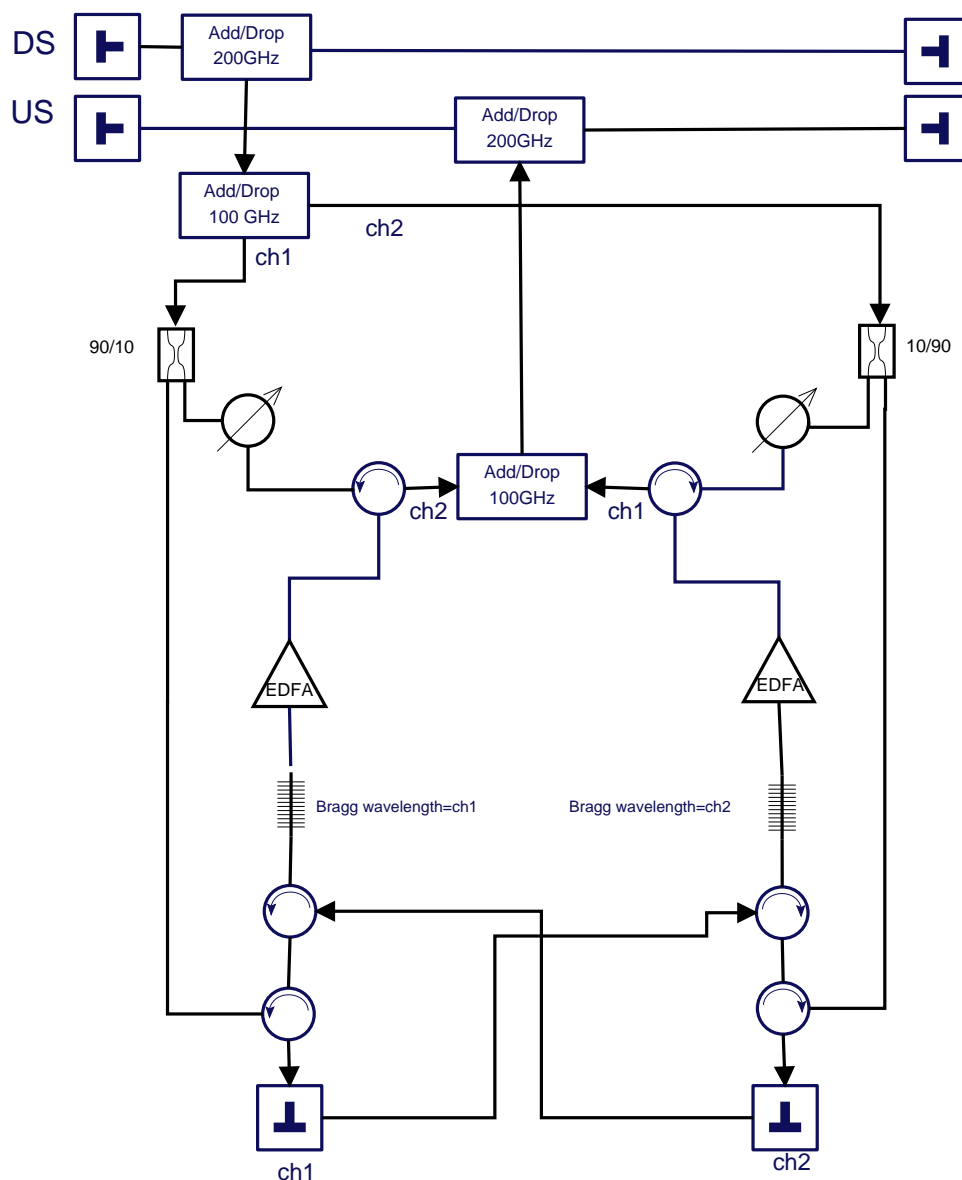 DS
Add/Drop
200GHz
US
Add/Drop
200GHz
Add/Drop
100 GHz
ch2
ch1
90/10
10/90
Add/Drop
100GHz
ch2
ch1
EDFA
EDFA
Bragg wavelength=ch1
Bragg wavelength=ch2
ch1
ch2